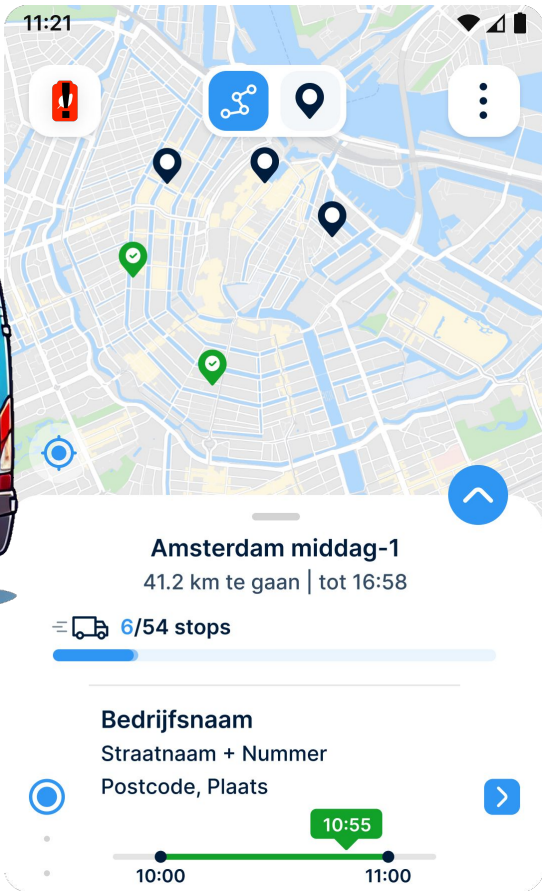 11:21
Amsterdam middag-1
41.2 km te gaan | tot 16:58
6/54 stops
Bedrijfsnaam
Straatnaam + Nummer
Postcode, Plaats
10:55
10:00 11:00